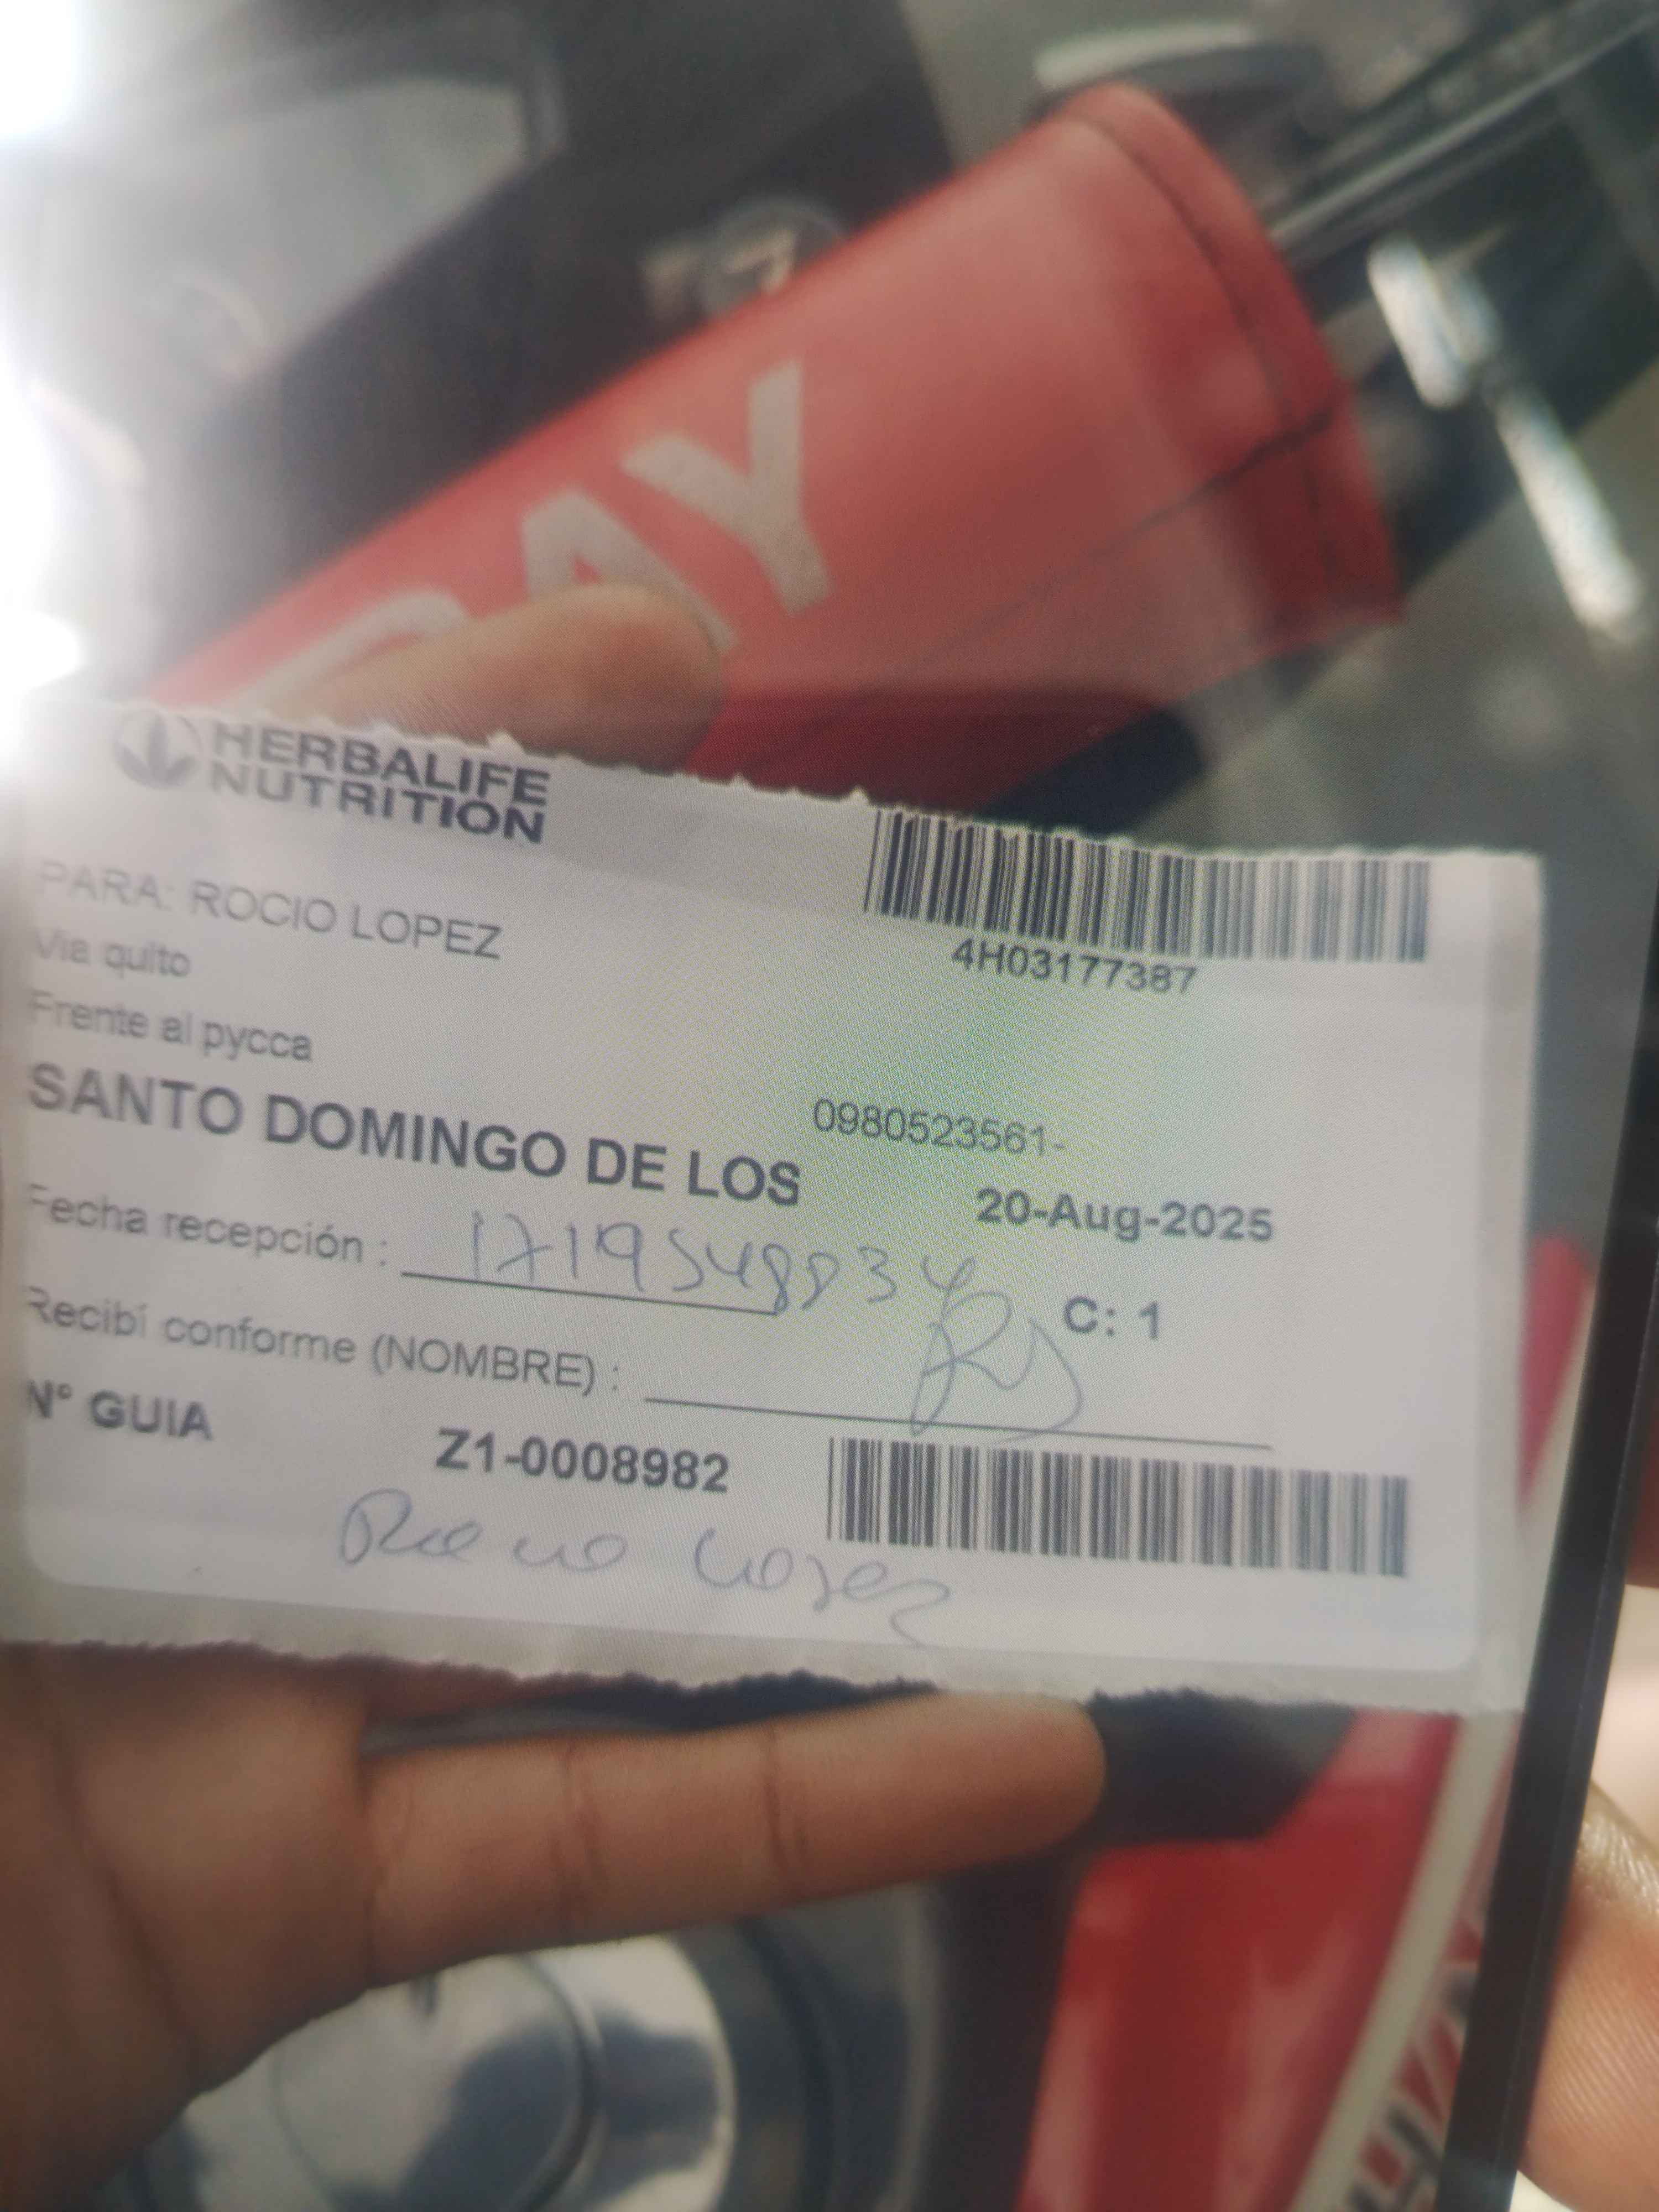 HERBALIFE
NUTRITION
4H03177387
PARA: ROCIO LOPEZ
Via quito
Frente al pycca
SANTO DOMINGO DE LOS
0980523561-
20-Aug-2025
Fecha recepción : 1719548834
C: 1
Recibí conforme (NOMBRE) :
N° GUIA Z1-0008982
Lopez